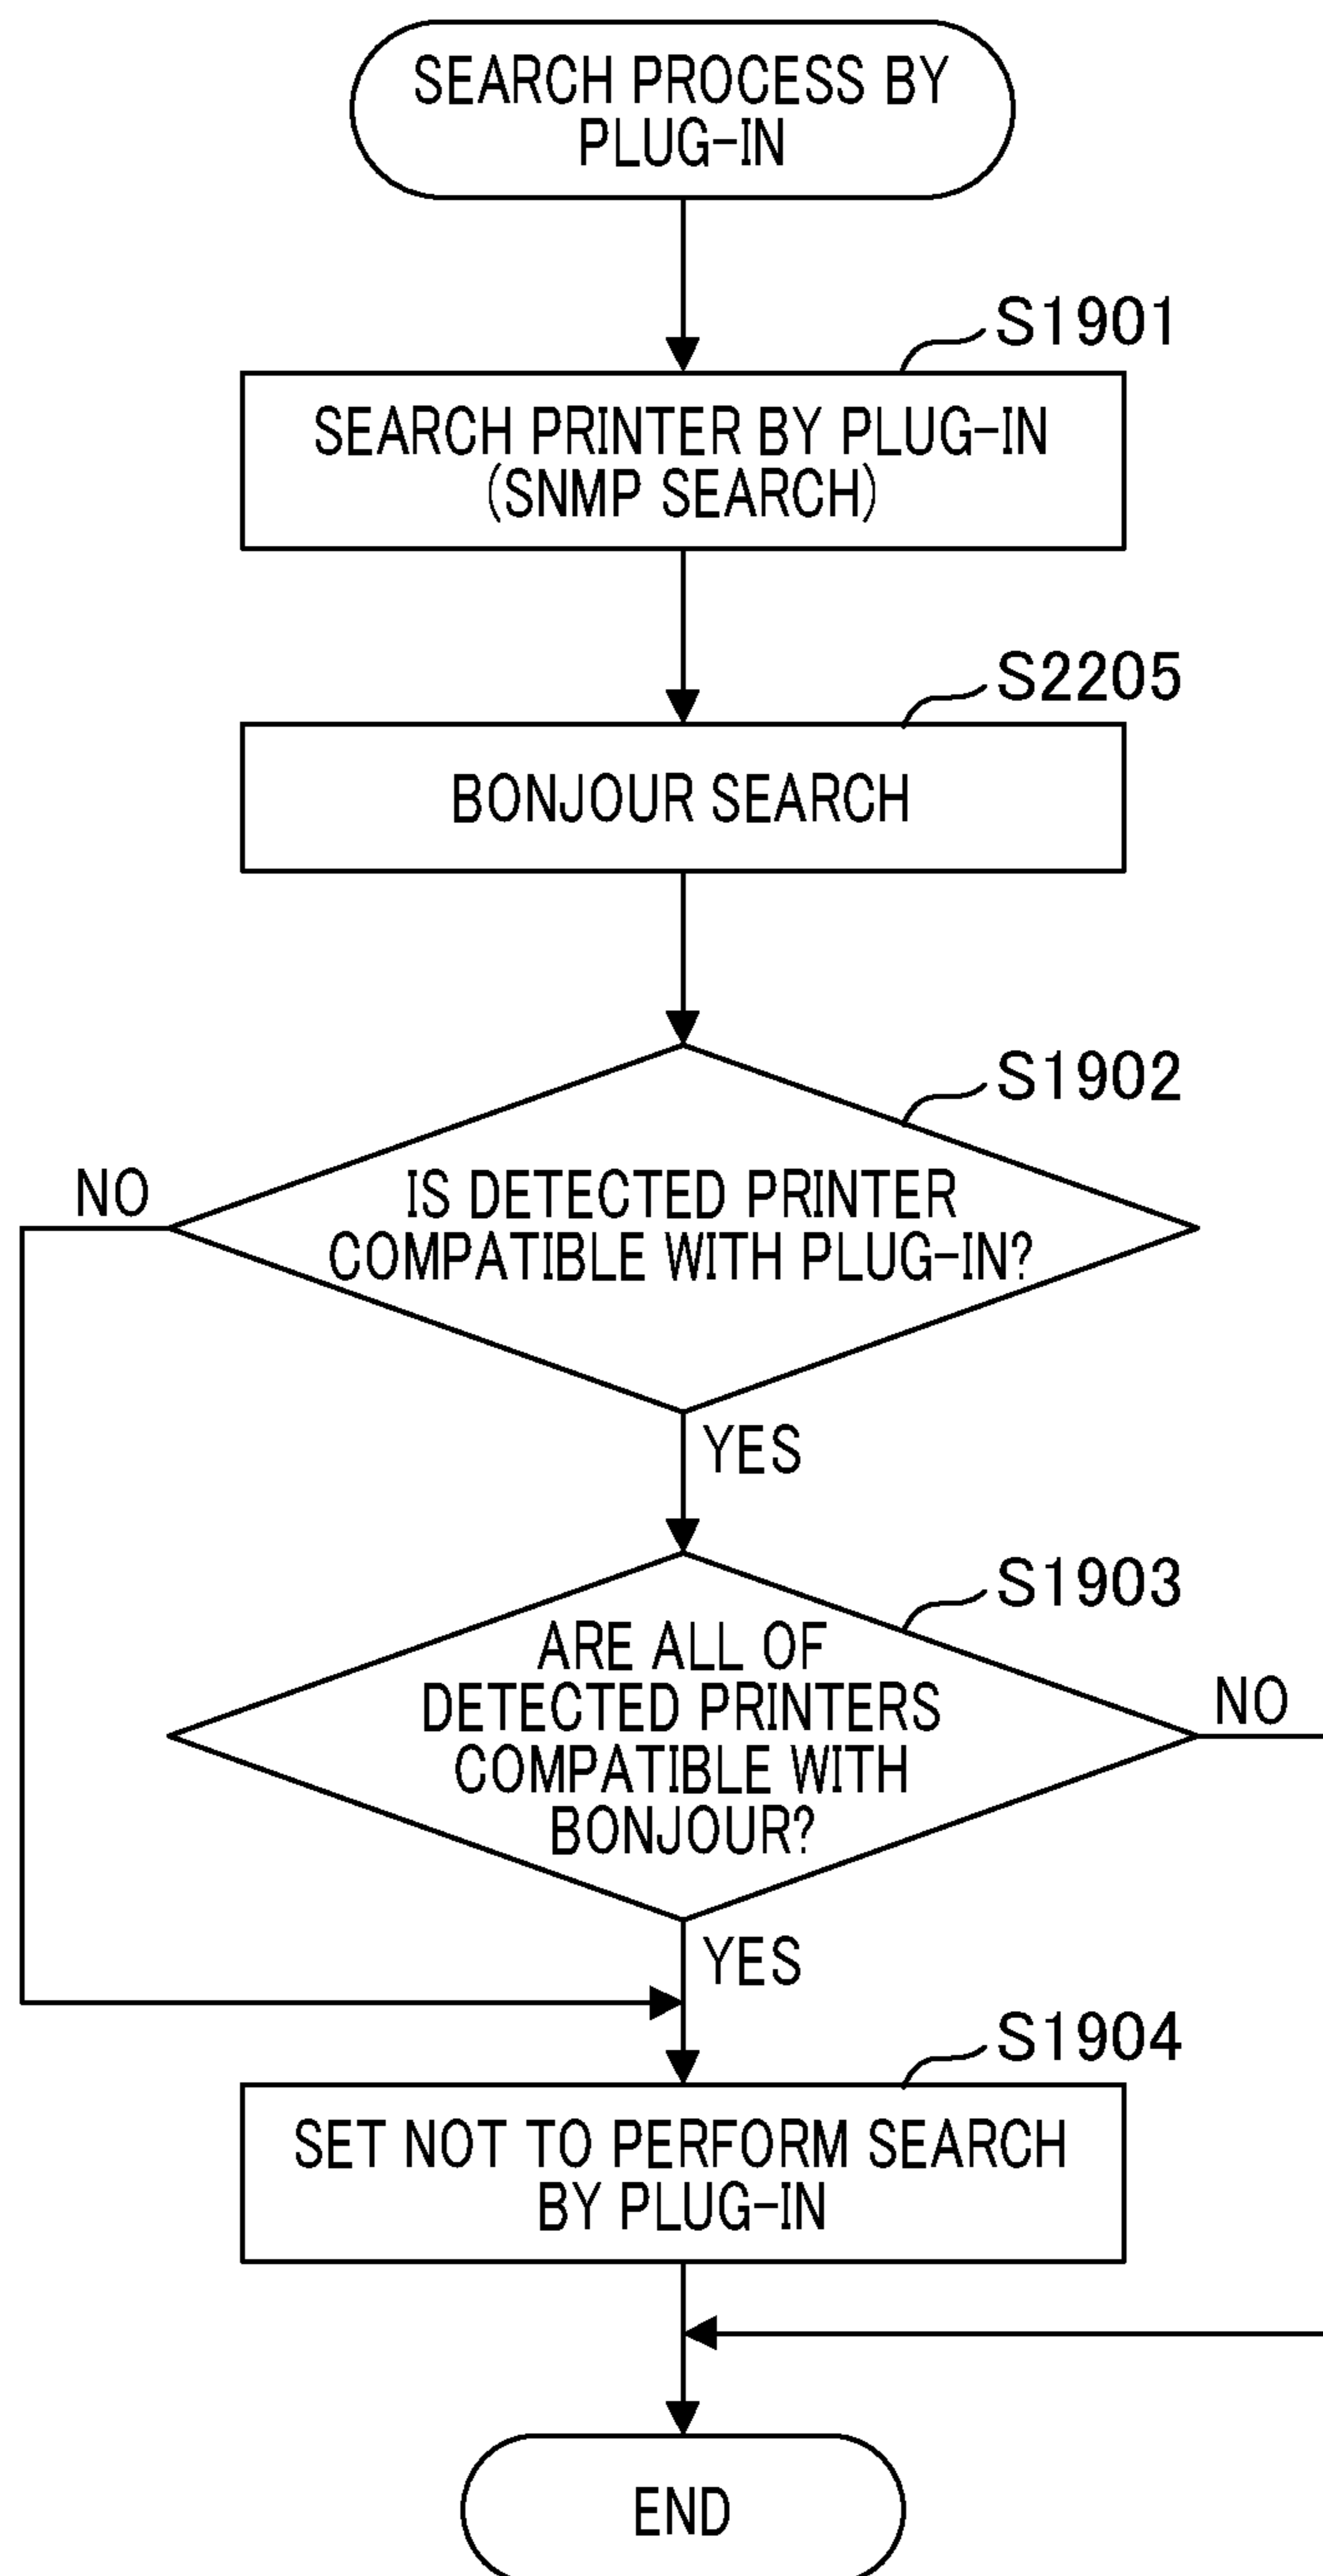 SEARCH PROCESS BY
PLUG-IN
S1901
SEARCH PRINTER BY PLUG-IN
(SNMP SEARCH)
S2205
BONJOUR SEARCH
S1902
NO
IS DETECTED PRINTER
COMPATIBLE WITH PLUG-IN?
YES
S1903
ARE ALL OF
DETECTED PRINTERS
COMPATIBLE WITH
BONJOUR?
NO
YES
S1904
SET NOT TO PERFORM SEARCH
BY PLUG-IN
END